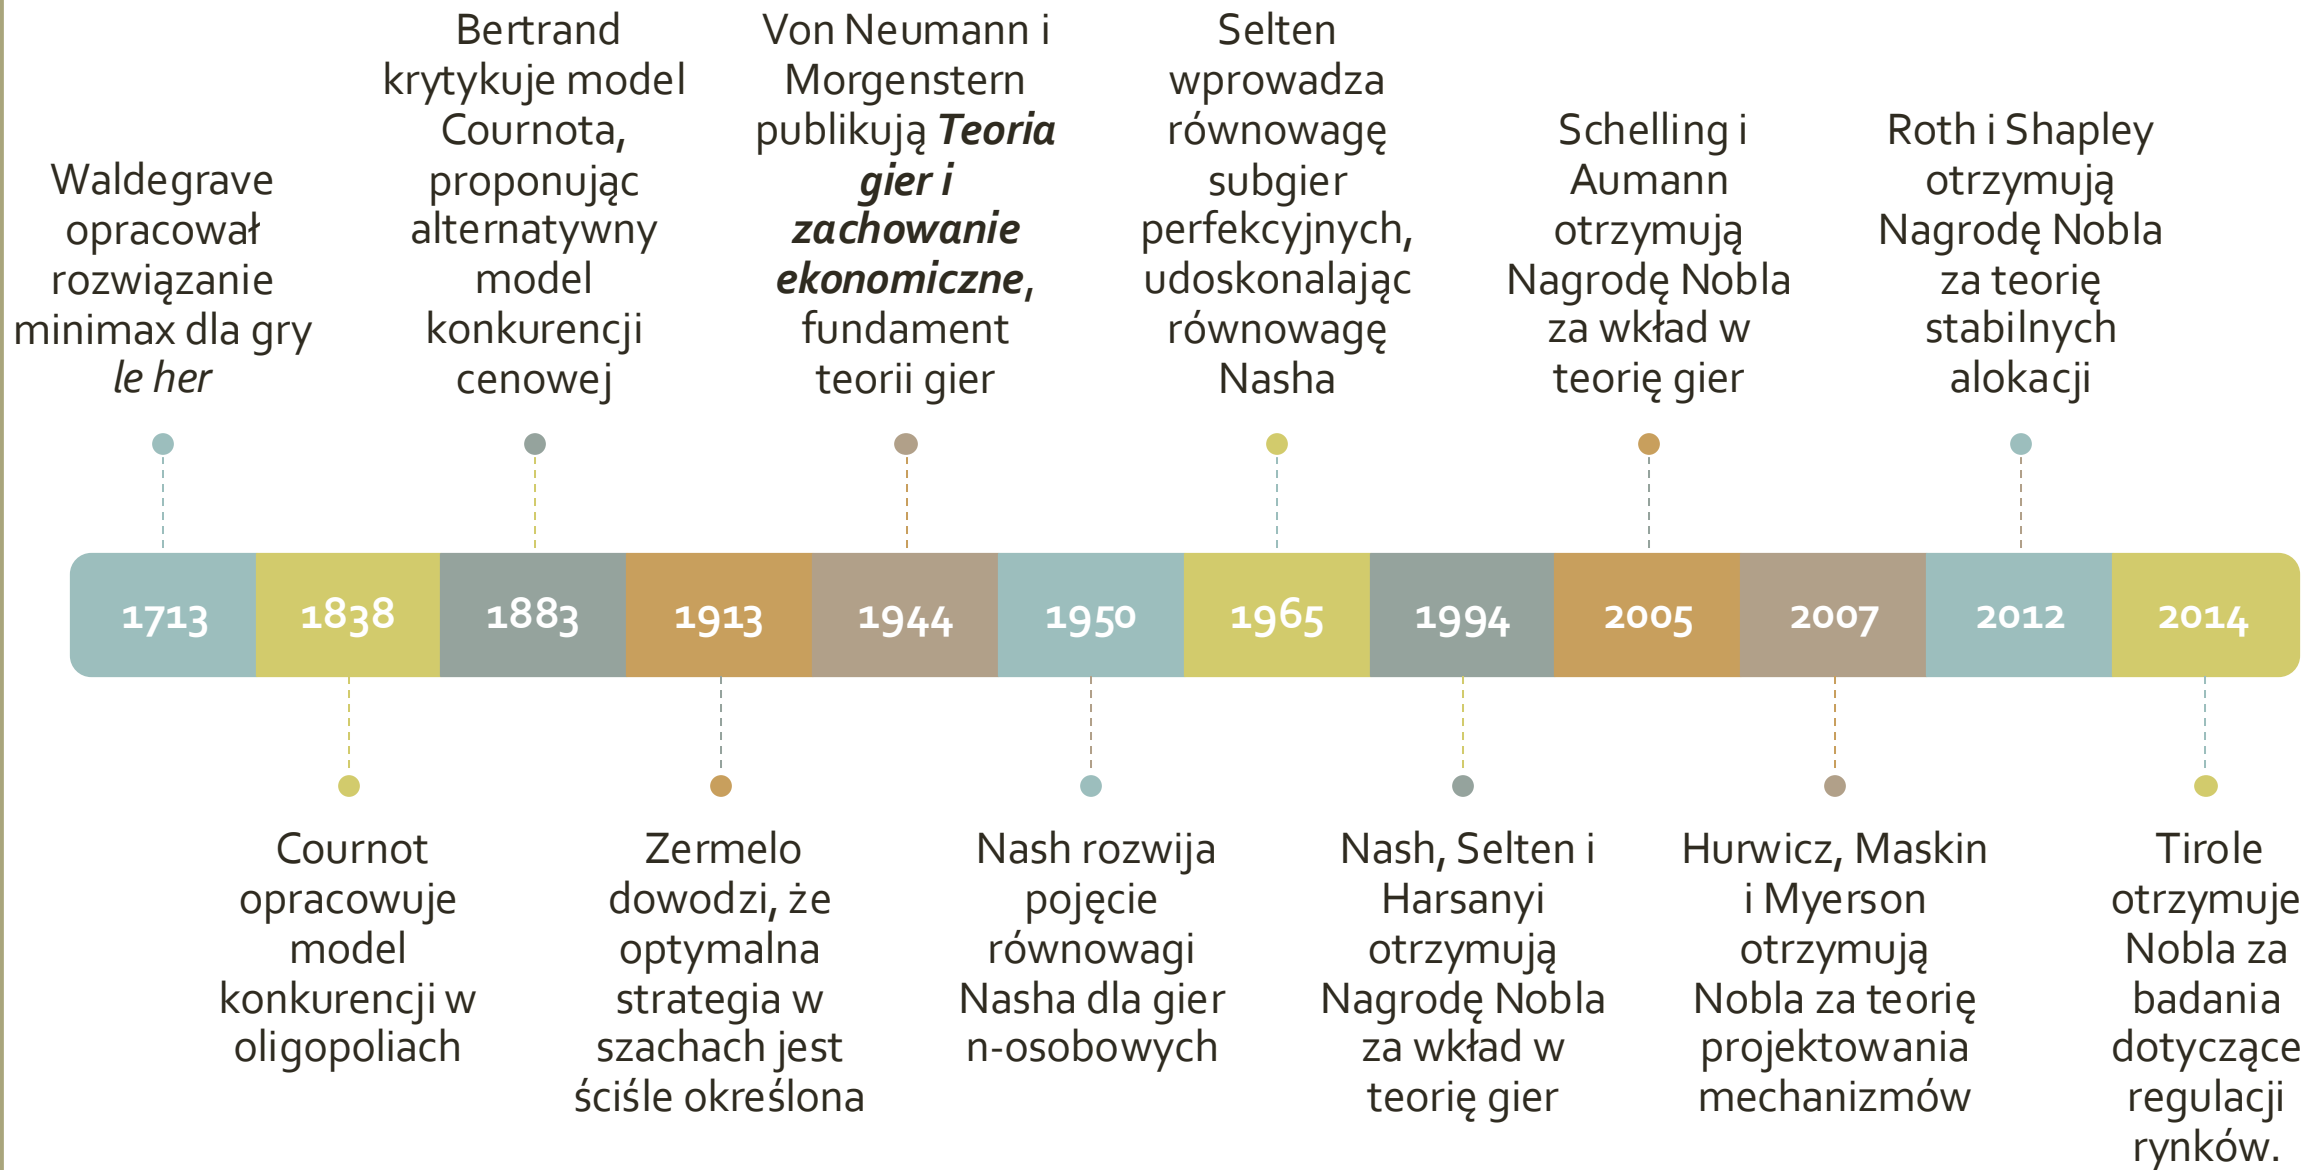 Waldegrave
opracował
rozwiązanie
minimax dla gry
le her
Bertrand
krytykuje model
Cournota,
proponując
alternatywny
model
konkurencji
cenowej
Von Neumann i
Morgenstern
publikują Teoria
gier i
zachowanie
ekonomiczne,
fundament
teorii gier
Selten
wprowadza
równowagę
subgier
perfekcyjnych,
udoskonalając
równowagę
Nasha
Schelling i
Aumann
otrzymują
Nagrodę Nobla
za wkład w
teorię gier
Roth i Shapley
otrzymują
Nagrodę Nobla
za teorię
stabilnych
alokacji
1713 1838 1883 1913 1944 1950 1965 1994 2005 2007 2012 2014
Cournot
opracowuje
model
konkurencji w
oligopoliach
Zermelo
dowodzi, że
optymalna
strategia w
szachach jest
ściśle określona
Nash rozwija
pojęcie
równowagi
Nasha dla gier
n-osobowych
Nash, Selten i
Harsanyi
otrzymują
Nagrodę Nobla
za wkład w
teorię gier
Hurwicz, Maskin
i Myerson
otrzymują
Nobla za teorię
projektowania
mechanizmów
Tirole
otrzymuje
Nobla za
badania
dotyczące
regulacji
rynków.